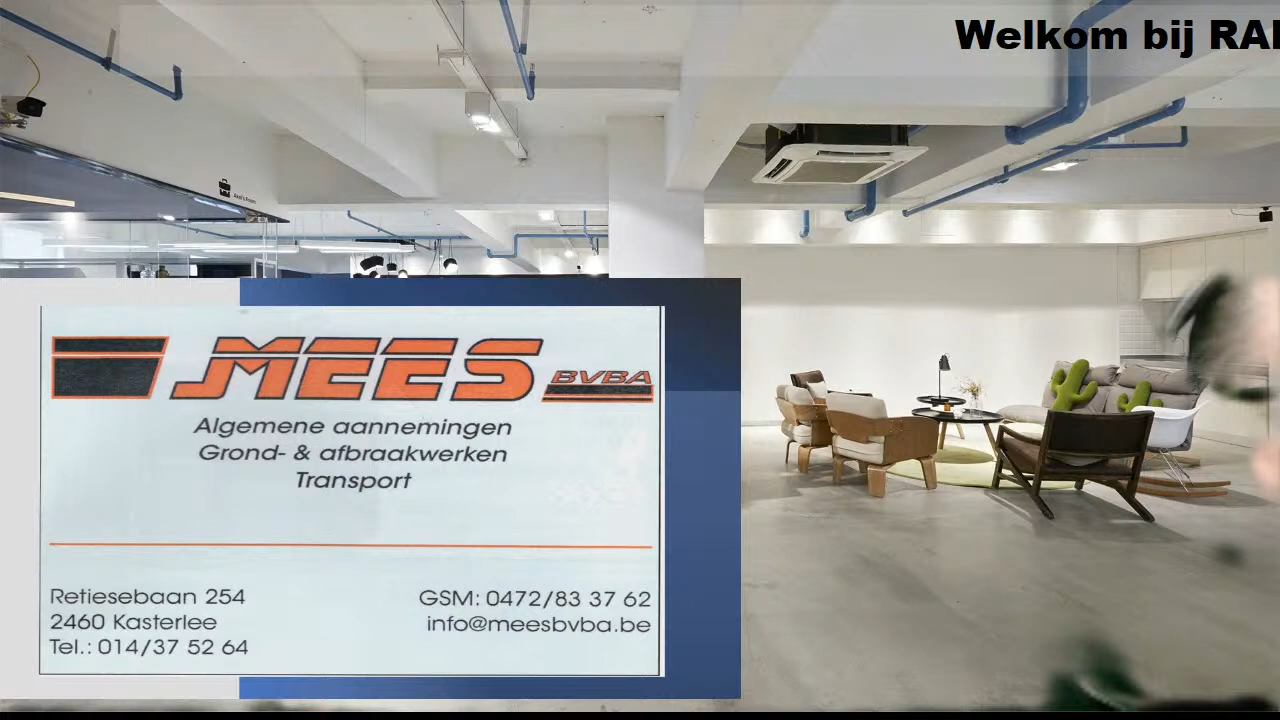 Welkom bij RA
MEES BVBA
Algemene aannemingen
Grond- & afbraakwerken
Transport
Retiesebaan 254
2460 Kasterlee
Tel.: 014/37 52 64
GSM: 0472/83 37 62
info@meesbvba.be